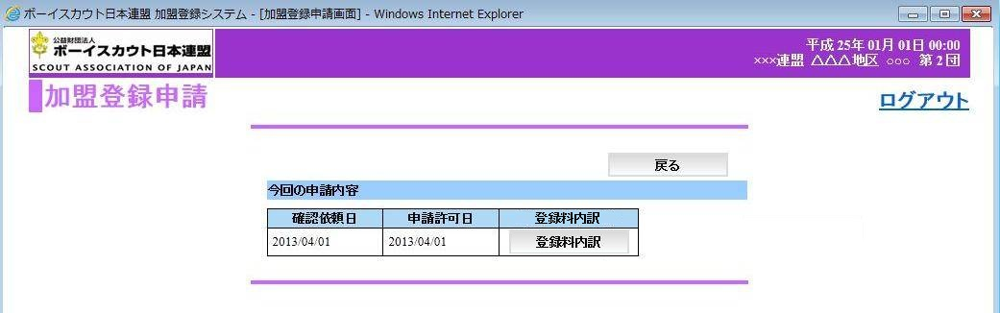 ボーイスカウト日本連盟 加盟登録システム - [加盟登録申請画面] - Windows Internet Explorer
公益財団法人
ボーイスカウト日本連盟
SCOUT ASSOCIATION OF JAPAN
平成 25年 01月 01日 00:00
×××連盟 △△△地区 ○○○ 第2団
加盟登録申請
ログアウト
戻る
今回の申請内容
確認依頼日 申請許可日 登録料内訳
2013/04/01 2013/04/01 登録料内訳